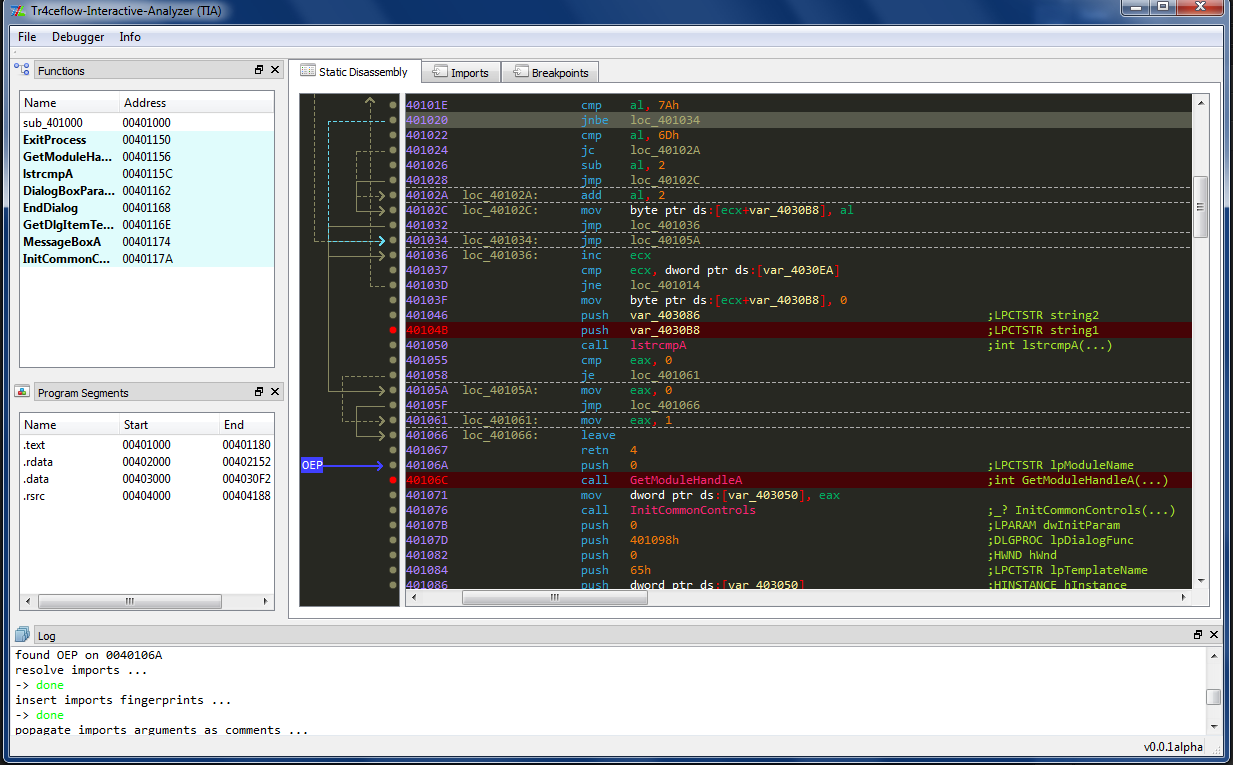 Tr4ceflow-Interactive-Analyzer (TIA)
File Debugger Info
Functions
Name Address
sub_401000 00401000
ExitProcess 00401150
GetModuleHa... 00401156
lstrcmpA 0040115C
DialogBoxPara... 00401162
EndDialog 00401168
GetDlgItemTe... 0040116E
MessageBoxA 00401174
InitCommonC... 0040117A
Program Segments
Name Start End
.text 00401000 00401180
.rdata 00402000 00402152
.data 00403000 004030F2
.rsrc 00404000 00404188
Static Disassembly Imports Breakpoints
40101E cmp al, 7Ah
401020 jnbe loc_401034
401022 cmp al, 6Dh
401024 jc loc_40102A
401026 sub al, 2
401028 jmp loc_40102C
40102A loc_40102A: add al, 2
40102C loc_40102C: mov byte ptr ds:[ecx+var_4030B8], al
401032 jmp loc_401036
401034 loc_401034: jmp loc_40105A
401036 loc_401036: inc ecx
401037 cmp ecx, dword ptr ds:[var_4030EA]
40103D jne loc_401014
40103F mov byte ptr ds:[ecx+var_4030B8], 0
401046 push var_403086 ;LPCTSTR string2
40104B push var_4030B8 ;LPCTSTR string1
401050 call lstrcmpA ;int lstrcmpA(...)
401055 cmp eax, 0
401058 je loc_401061
40105A loc_40105A: mov eax, 0
40105F jmp loc_401066
401061 loc_401061: mov eax, 1
401066 loc_401066: leave
401067 retn 4
OEP 40106A push 0 ;LPCTSTR lpModuleName
40106C call GetModuleHandleA ;int GetModuleHandleA(...)
401071 mov dword ptr ds:[var_403050], eax
401076 call InitCommonControls ;_? InitCommonControls(...)
40107B push 0 ;LPARAM dwInitParam
40107D push 401098h ;DLGPROC lpDialogFunc
401082 push 0 ;HWND hWnd
401084 push 65h ;LPCTSTR lpTemplateName
401086 push dword ptr ds:[var_403050] ;HINSTANCE hInstance
Log
found OEP on 0040106A
resolve imports ...
-> done
insert imports fingerprints ...
-> done
popagate imports arguments as comments ...
v0.0.1alpha